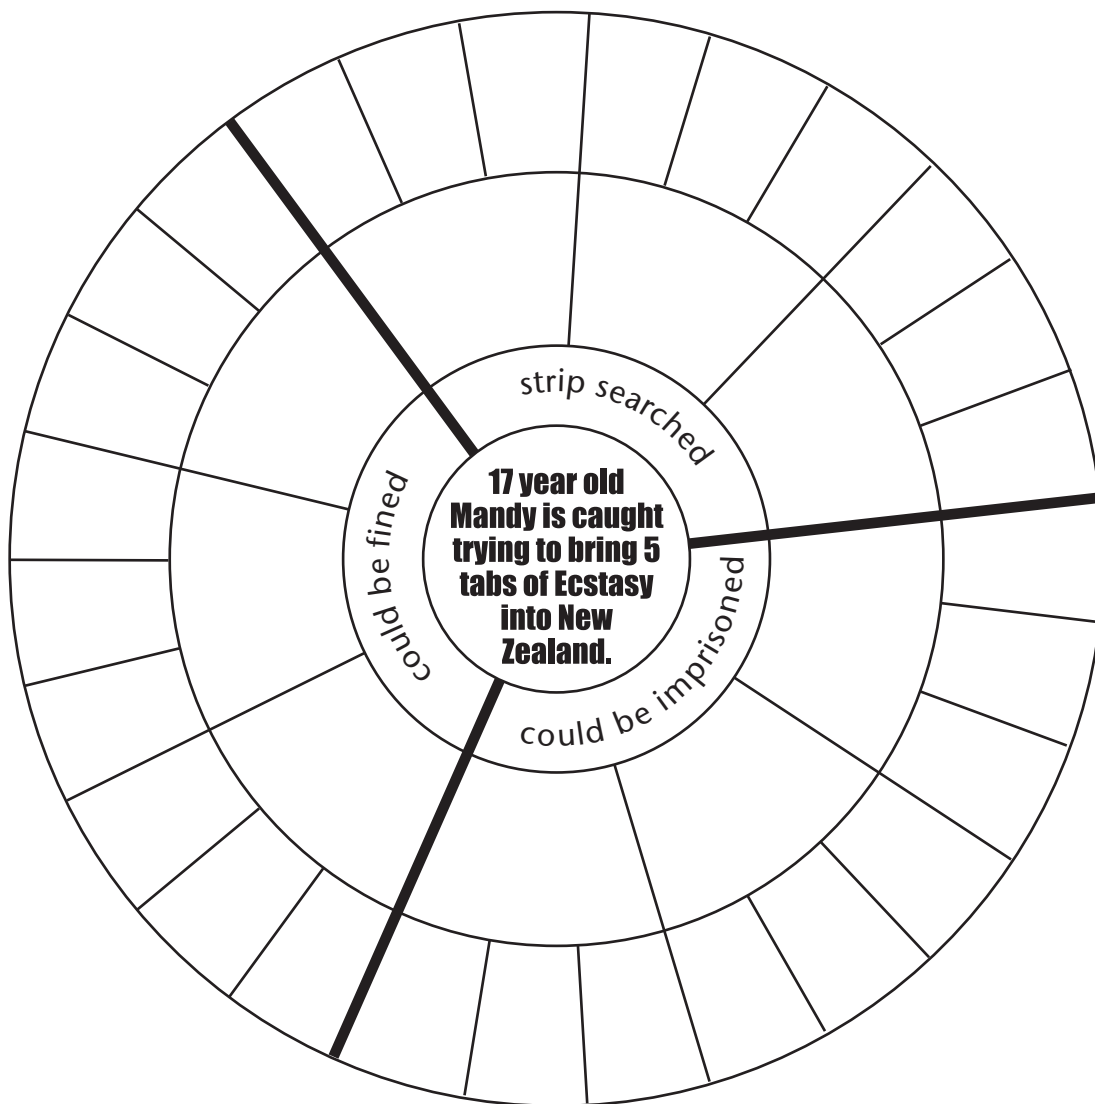 strip searched
could be fined
17 year old
Mandy is caught
trying to bring 5
tabs of Ecstasy
into New
Zealand.
could be imprisoned